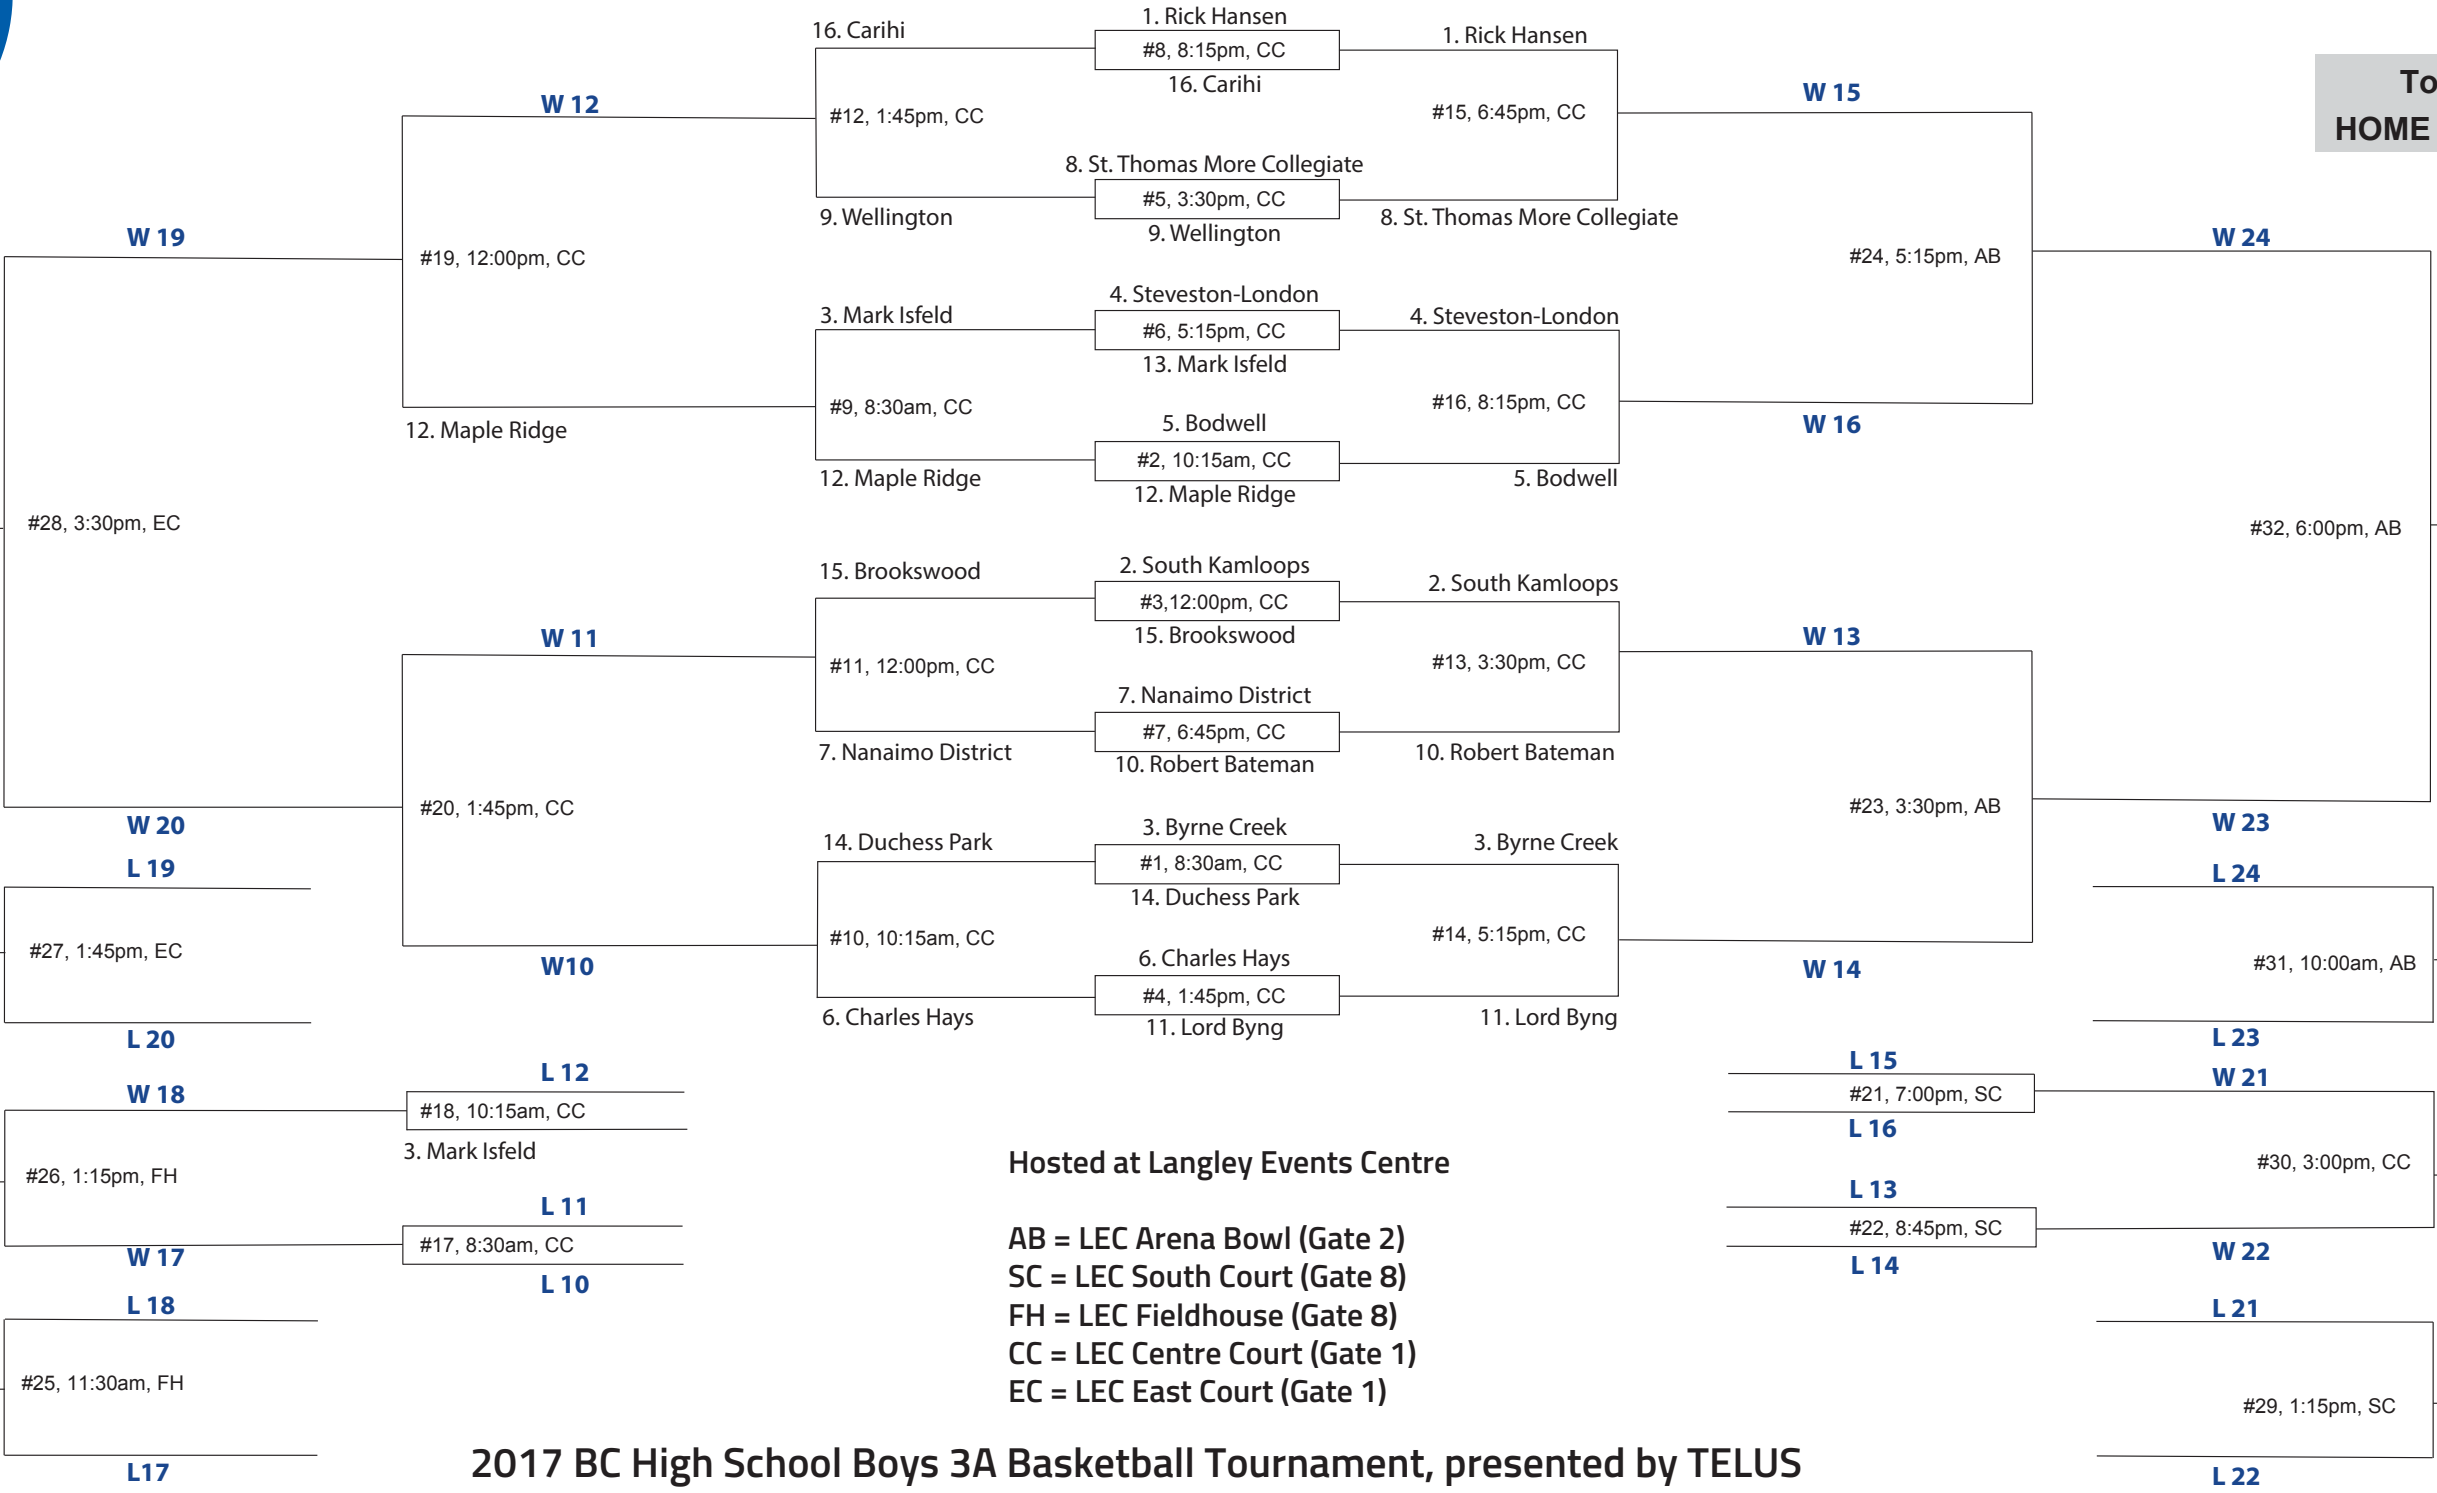 1. Rick Hansen
16. Carihi
#8, 8:15pm, CC
1. Rick Hansen
16. Carihi
To
HOME
W 12
W 15
#12, 1:45pm, CC
#15, 6:45pm, CC
8. St. Thomas More Collegiate
#5, 3:30pm, CC
9. Wellington
9. Wellington
8. St. Thomas More Collegiate
W 19
#19, 12:00pm, CC
#24, 5:15pm, AB
W 24
4. Steveston-London
3. Mark Isfeld
#6, 5:15pm, CC
4. Steveston-London
13. Mark Isfeld
#9, 8:30am, CC
#16, 8:15pm, CC
5. Bodwell
12. Maple Ridge
W 16
#2, 10:15am, CC
12. Maple Ridge
12. Maple Ridge
5. Bodwell
#28, 3:30pm, EC
#32, 6:00pm, AB
2. South Kamloops
15. Brookswood
#3,12:00pm, CC
2. South Kamloops
15. Brookswood
W 11
W 13
#11, 12:00pm, CC
#13, 3:30pm, CC
7. Nanaimo District
#7, 6:45pm, CC
7. Nanaimo District
10. Robert Bateman
10. Robert Bateman
#20, 1:45pm, CC
#23, 3:30pm, AB
W 20
W 23
3. Byrne Creek
14. Duchess Park
#1, 8:30am, CC
3. Byrne Creek
14. Duchess Park
L 19
L 24
#27, 1:45pm, EC
#10, 10:15am, CC
#14, 5:15pm, CC
#31, 10:00am, AB
6. Charles Hays
W10
W 14
#4, 1:45pm, CC
6. Charles Hays
11. Lord Byng
11. Lord Byng
L 20
L 23
L 12
L 15
W 18
W 21
#18, 10:15am, CC
#21, 7:00pm, SC
3. Mark Isfeld
L 16
#26, 1:15pm, FH
#30, 3:00pm, CC
L 11
L 13
#17, 8:30am, CC
#22, 8:45pm, SC
W 17
W 22
L 10
L 14
Hosted at Langley Events Centre
AB = LEC Arena Bowl (Gate 2)
SC = LEC South Court (Gate 8)
FH = LEC Fieldhouse (Gate 8)
CC = LEC Centre Court (Gate 1)
EC = LEC East Court (Gate 1)
L 18
L 21
#25, 11:30am, FH
#29, 1:15pm, SC
L17
L 22
2017 BC High School Boys 3A Basketball Tournament, presented by TELUS